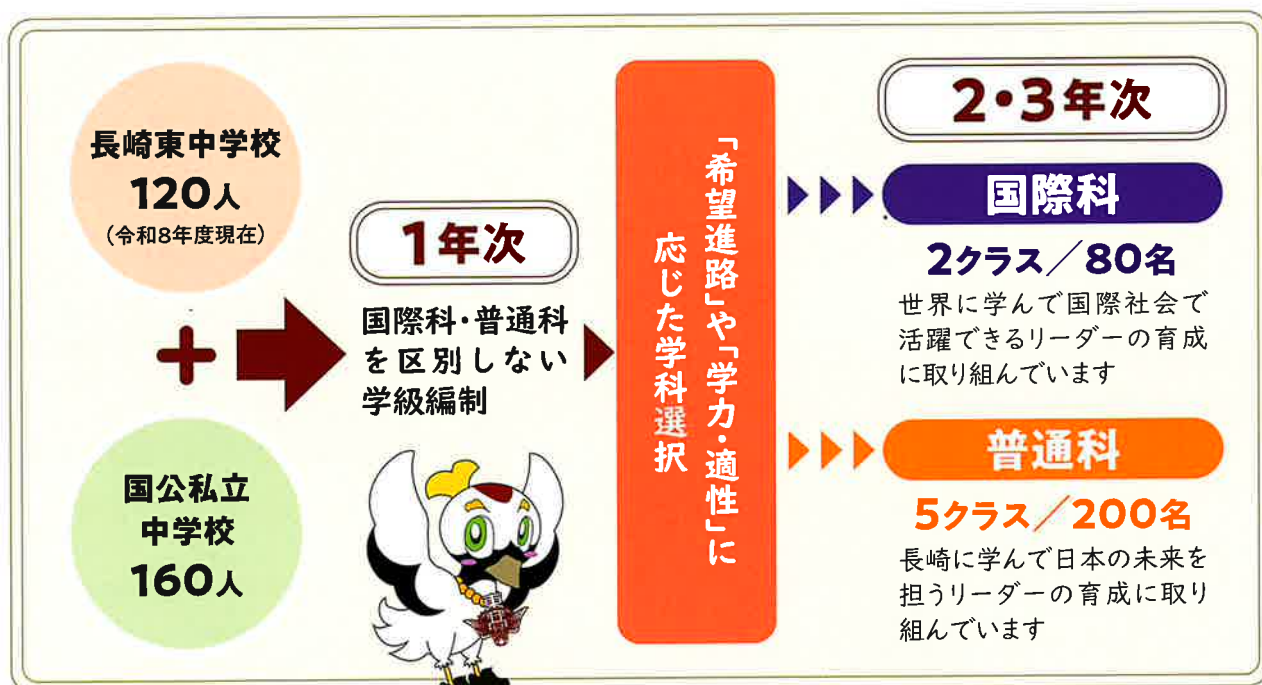 長崎東中学校
120人
(令和8年度現在)
+
国公私立
中学校
160人
1年次
国際科・普通科
を区別しない
学級編制
「希望進路」や「学力・適性」に
応じた学科選択
2・3年次
国際科
2クラス／80名
世界に学んで国際社会で
活躍できるリーダーの育成
に取り組んでいます
普通科
5クラス／200名
長崎に学んで日本の未来を
担うリーダーの育成に取り
組んでいます